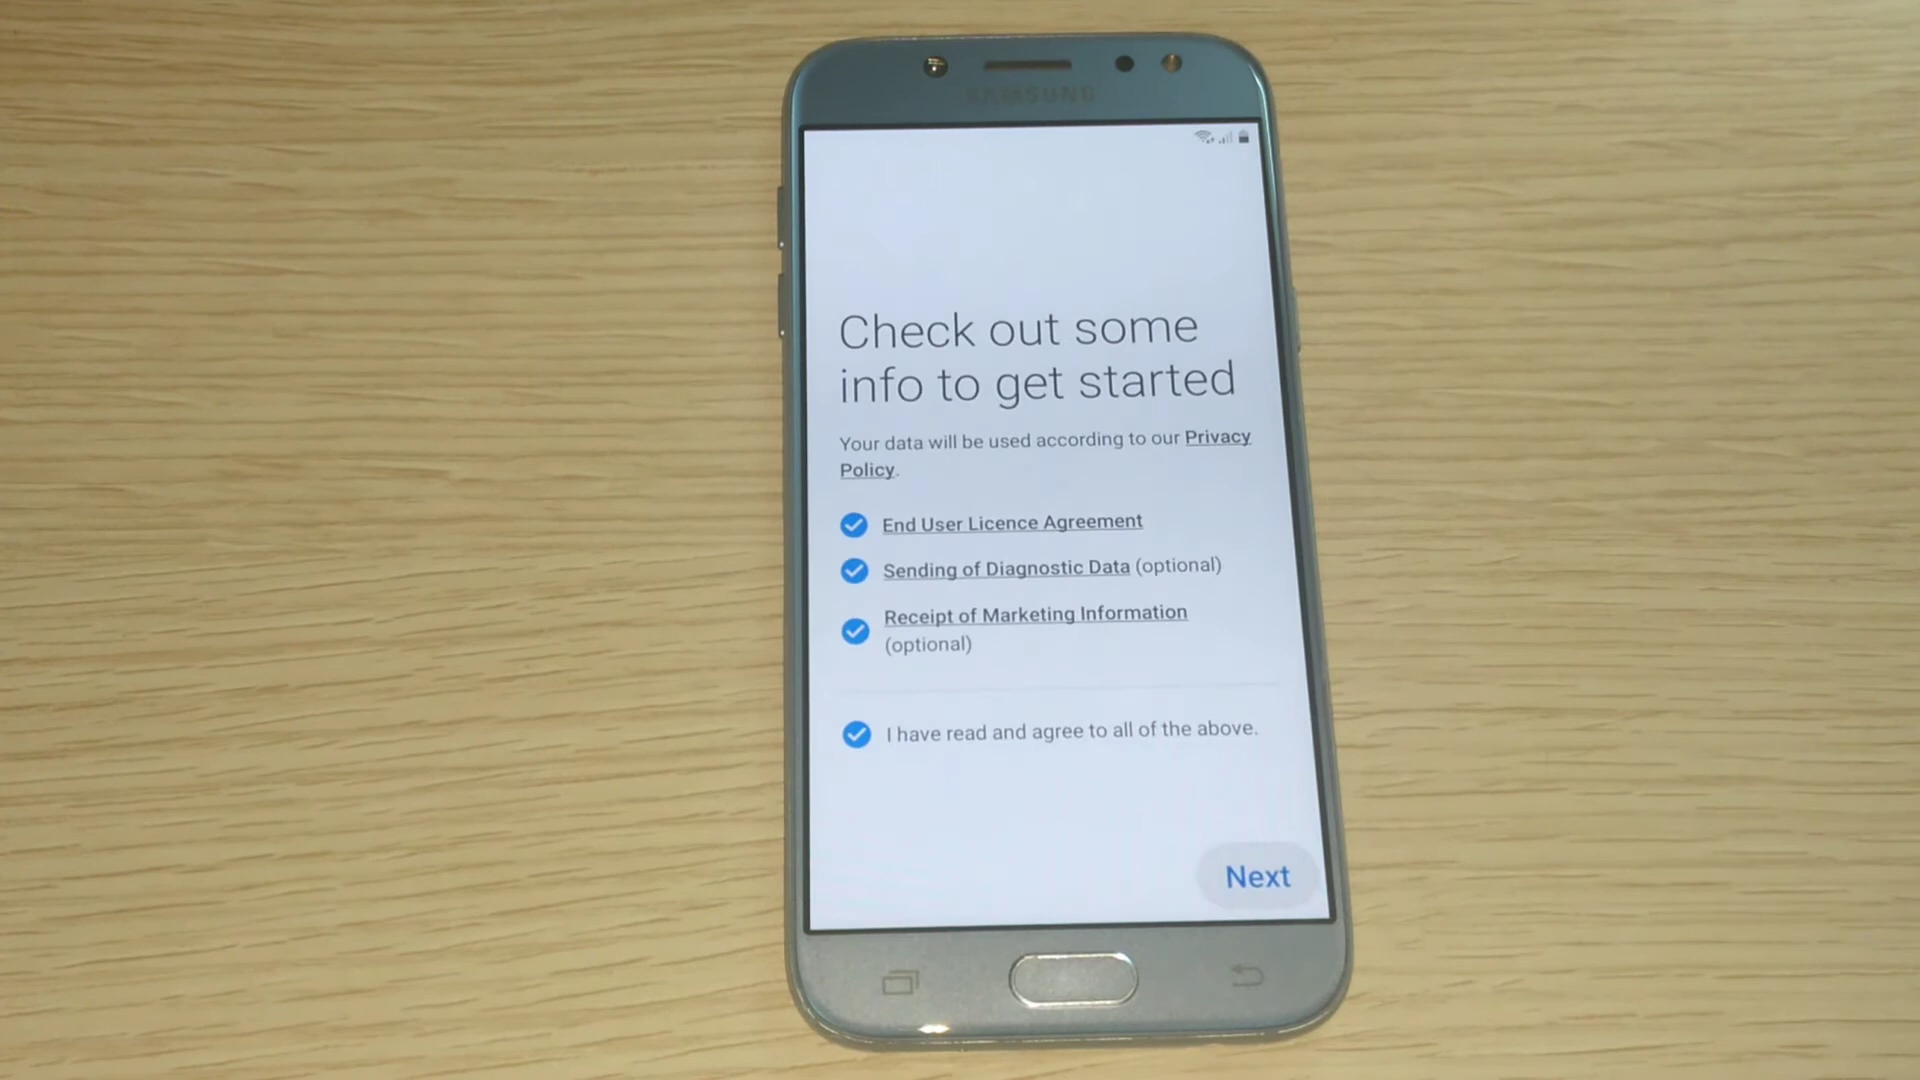 SAMSUNG
Check out some
info to get started
Your data will be used according to our Privacy
Policy.
End User Licence Agreement
Sending of Diagnostic Data (optional)
Receipt of Marketing Information
(optional)
I have read and agree to all of the above.
Next